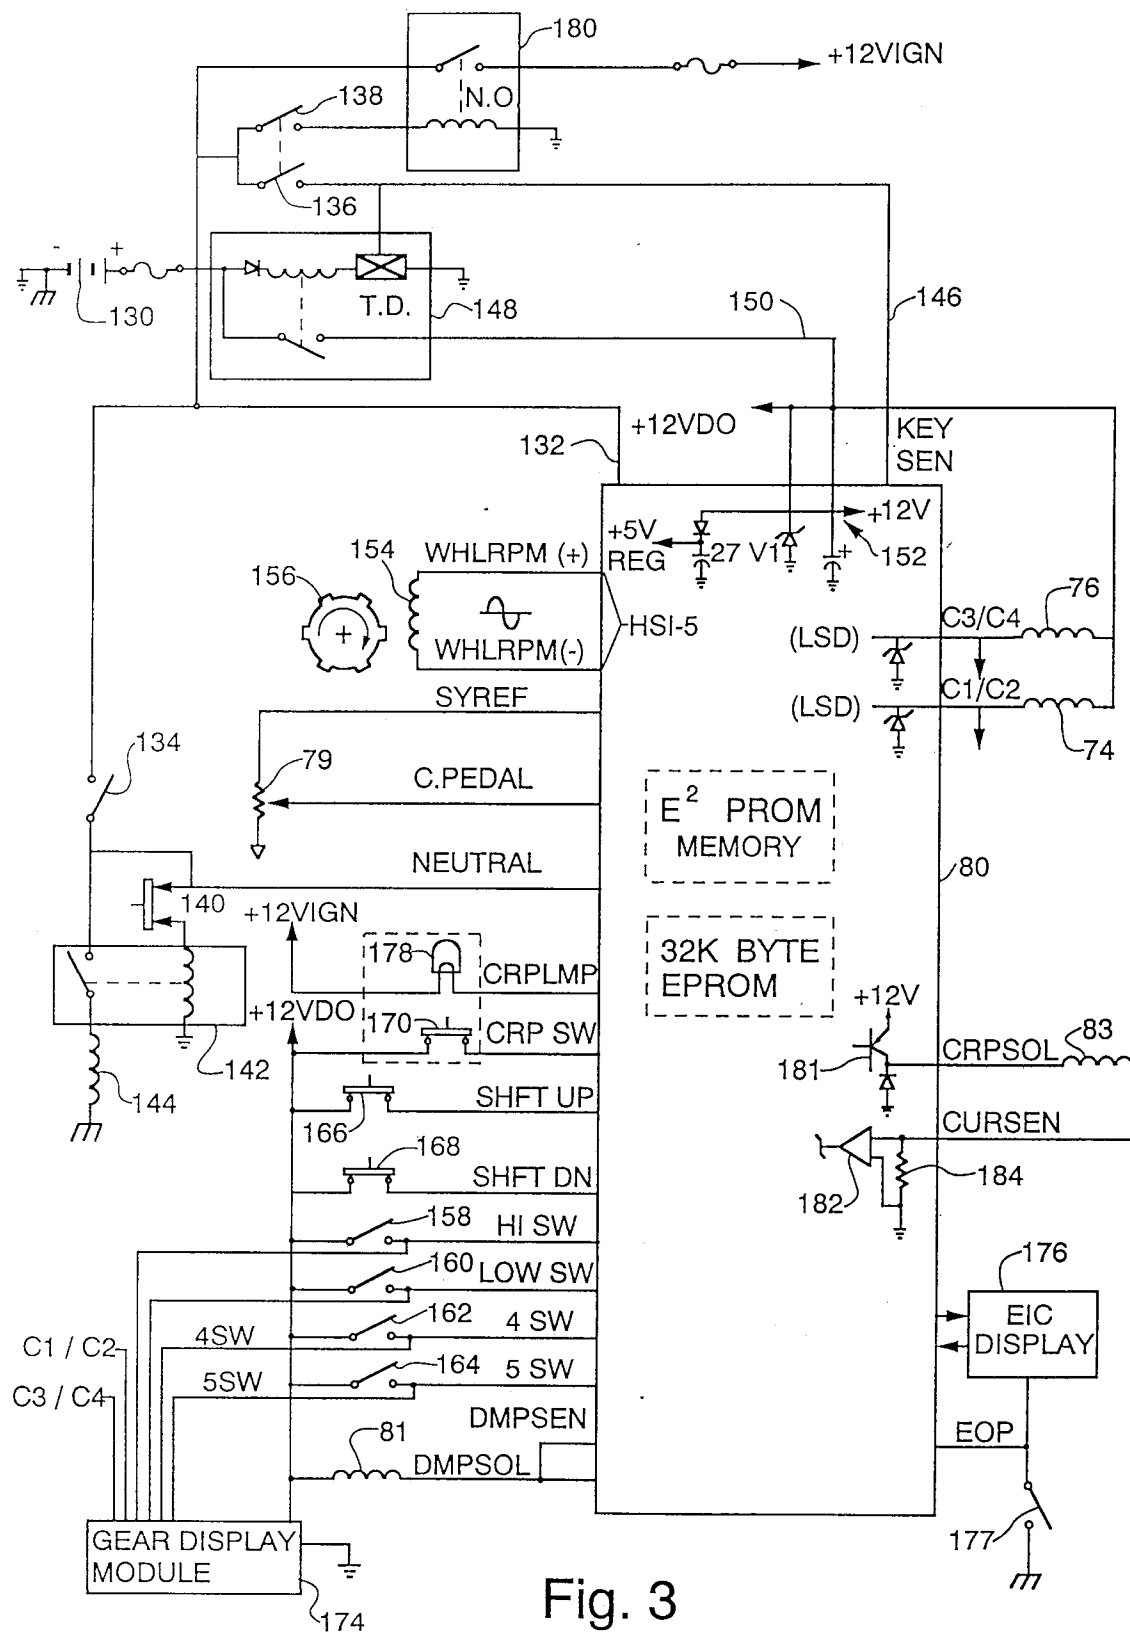 180
+12VIGN
138
N.O
136
- +
130
T.D.
148
150
146
+12VDO
KEY
SEN
132
+12V
+5V
REG
27 V1
152
154
WHLRPM (+)
156
+
HSI-5
WHLRPM(-)
(LSD)
C3/C4
76
SYREF
(LSD)
C1/C2
74
134
79
C.PEDAL
E2 PROM
MEMORY
NEUTRAL
80
140
+12VIGN
178
CRPLMP
32K BYTE
EPROM
+12VDO
170
CRP SW
+12V
181
CRPSOL
83
142
144
166
SHFT UP
CURSEN
182
184
168
SHFT DN
158
HI SW
160
LOW SW
176
EIC
DISPLAY
162
4SW
4 SW
C1 / C2
164
5SW
5 SW
C3 / C4
DMPSEN
EOP
81
DMPSOL
177
GEAR DISPLAY
MODULE
174
Fig. 3